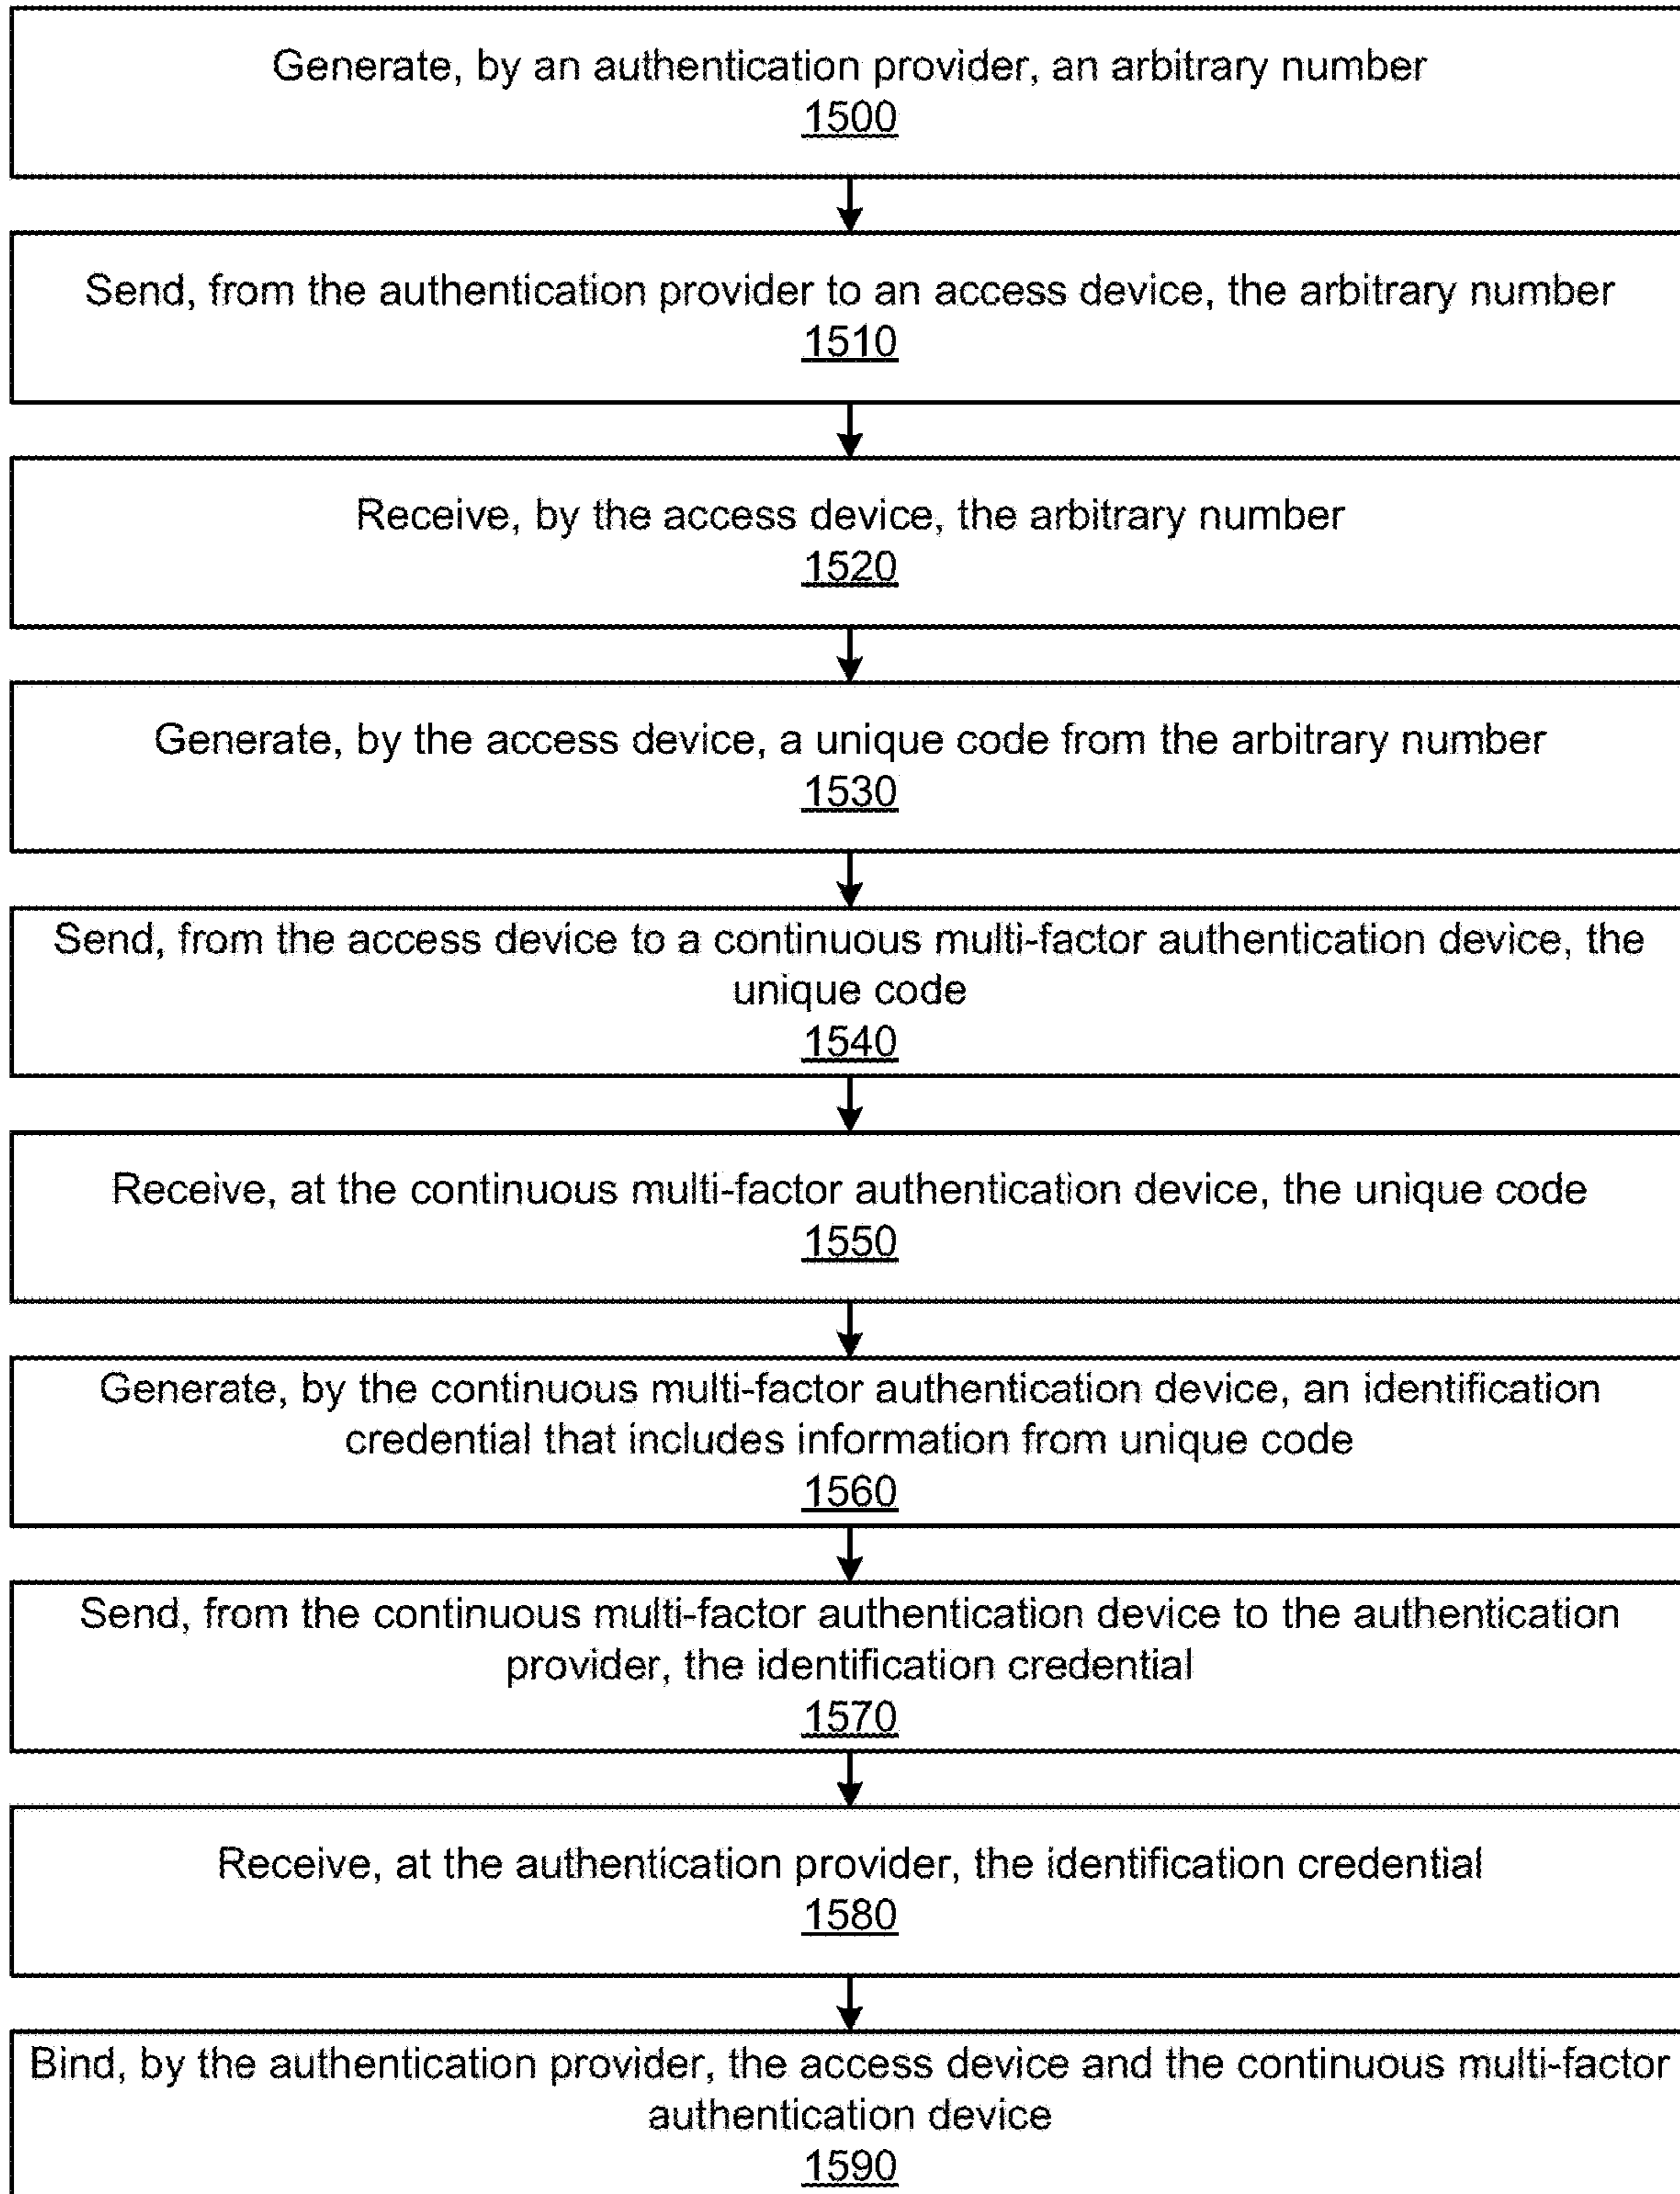 Generate, by an authentication provider, an arbitrary number
1500
Send, from the authentication provider to an access device, the arbitrary number
1510
Receive, by the access device, the arbitrary number
1520
Generate, by the access device, a unique code from the arbitrary number
1530
Send, from the access device to a continuous multi-factor authentication device, the
unique code
1540
Receive, at the continuous multi-factor authentication device, the unique code
1550
Generate, by the continuous multi-factor authentication device, an identification
credential that includes information from unique code
1560
Send, from the continuous multi-factor authentication device to the authentication
provider, the identification credential
1570
Receive, at the authentication provider, the identification credential
1580
Bind, by the authentication provider, the access device and the continuous multi-factor
authentication device
1590